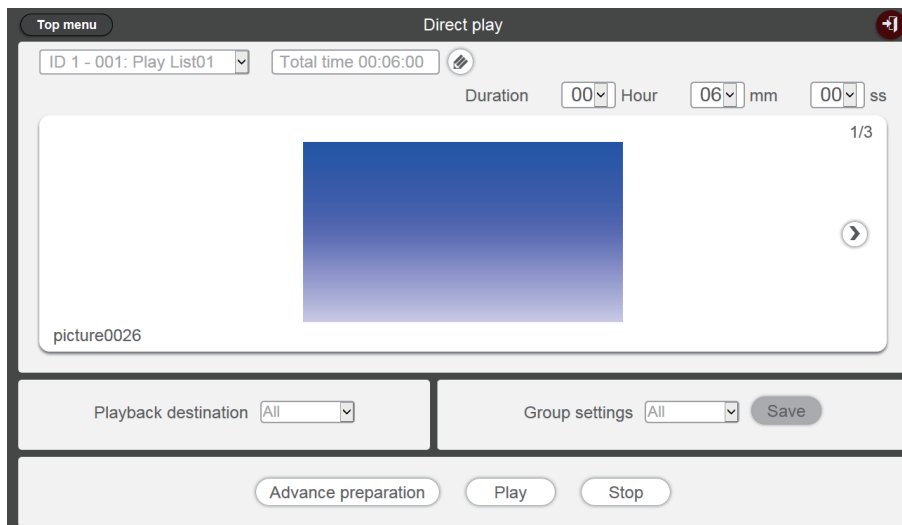 Top menu Direct play
ID 1 - 001: Play List01 Total time 00:06:00
Duration 00 Hour 06 mm 00 ss
1/3
picture0026
Playback destination All Group settings All Save
Advance preparation Play Stop